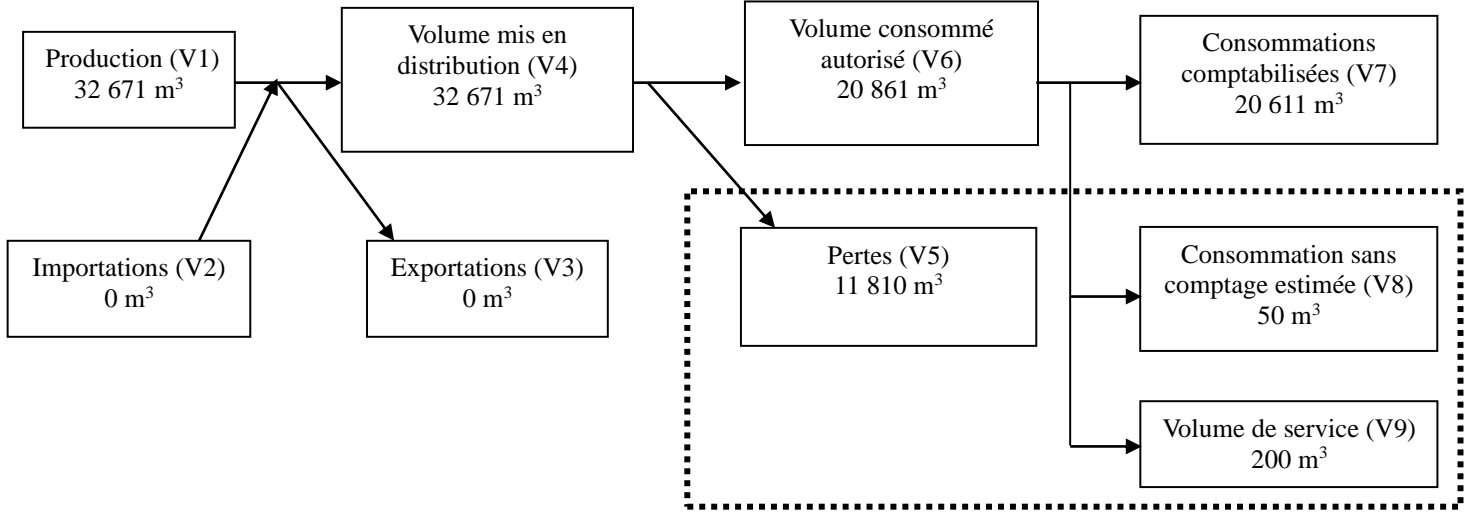 Production (V1)
32 671 m³
Volume mis en
distribution (V4)
32 671 m³
Volume consommé
autorisé (V6)
20 861 m³
Consommations
comptabilisées (V7)
20 611 m³
Importations (V2)
0 m³
Exportations (V3)
0 m³
Pertes (V5)
11 810 m³
Consommation sans
comptage estimée (V8)
50 m³
Volume de service (V9)
200 m³